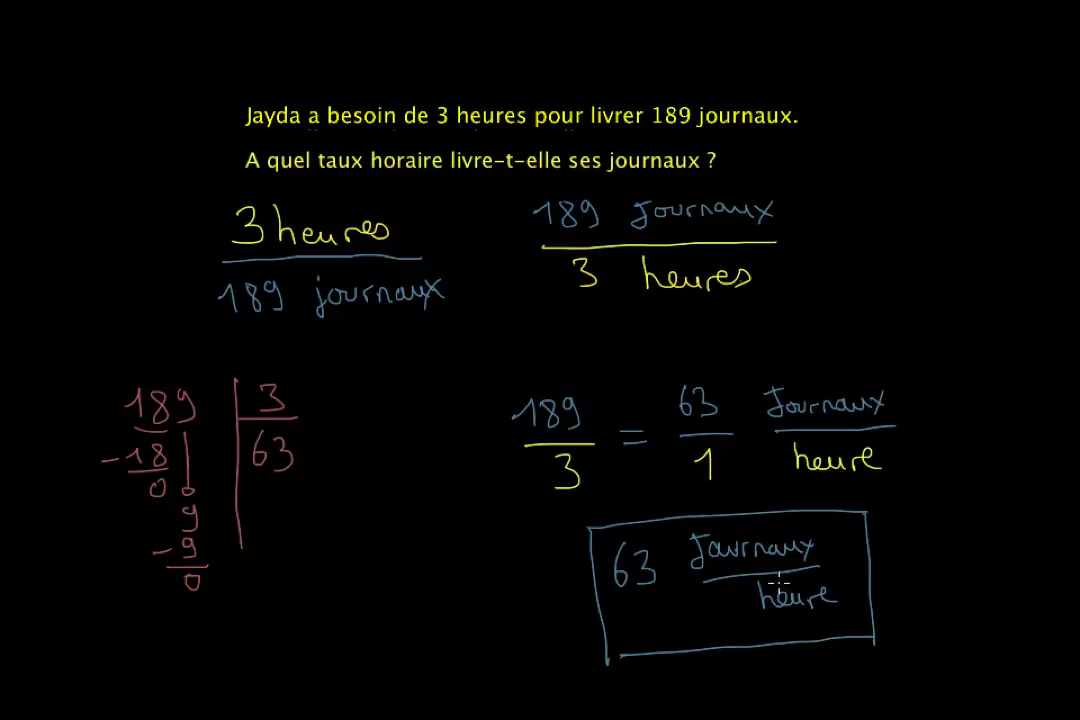 Jayda a besoin de 3 heures pour livrer 189 journaux.
A quel taux horaire livre-t-elle ses journaux ?
3 heures
189 journaux
189 Journaux
3 heures
189 3
-18 63
0
9
-9
0
189 = 63 Journaux
3 1 heure
63 Journaux
heure